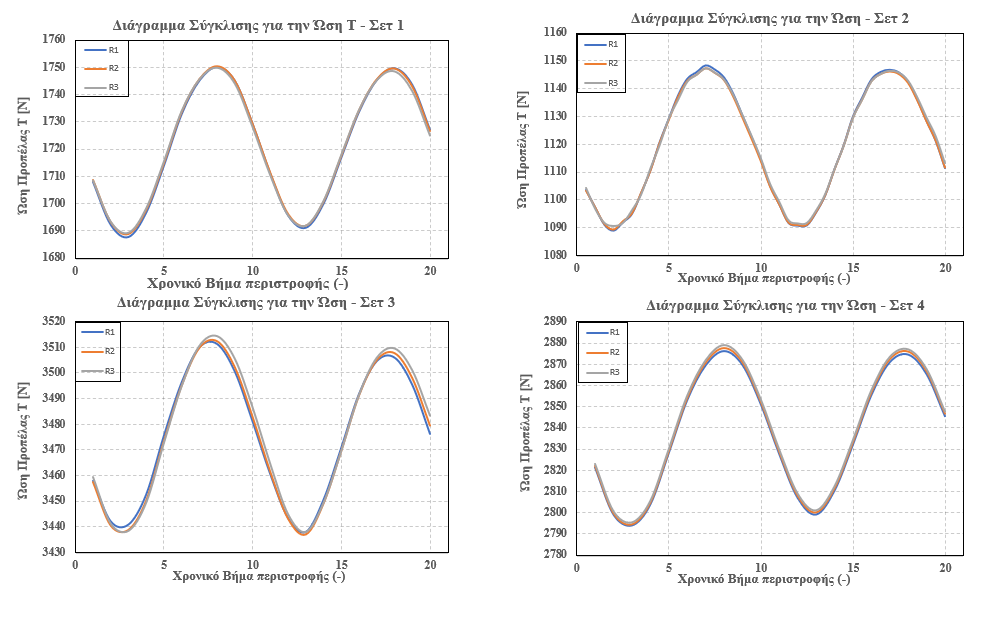 Διάγραμμα Σύγκλισης για την Ώση Τ - Σετ 1
1760
1750
1740
1730
1720
1710
1700
1690
1680
R1
R2
R3
Ώση Προπέλας Τ [Ν]
0
5
10
15
20
Χρονικό Βήμα περιστροφής (-)
Διάγραμμα Σύγκλισης για την Ώση - Σετ 2
1160
1150
1140
1130
1120
1110
1100
1090
1080
R1
R2
R3
Ώση Προπέλας Τ [Ν]
0
5
10
15
20
Χρονικό Βήμα περιστροφής (-)
Διάγραμμα Σύγκλισης για την Ώση - Σετ 3
3520
3510
3500
3490
3480
3470
3460
3450
3440
3430
R1
R2
R3
Ώση Προπέλας Τ [Ν]
0
5
10
15
20
Χρονικό Βήμα περιστροφής (-)
Διάγραμμα Σύγκλισης για την Ώση - Σετ 4
2890
2880
2870
2860
2850
2840
2830
2820
2810
2800
2790
2780
R1
R2
R3
Ώση Προπέλας Τ [Ν]
0
5
10
15
20
Χρονικό Βήμα περιστροφής (-)